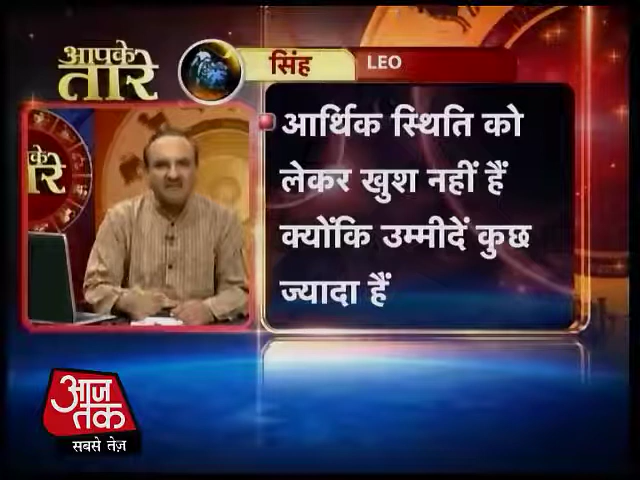 आपके
तारे
सिंह
LEO
आर्थिक स्थिति को
लेकर खुश नहीं हैं
क्योंकि उम्मीदें कुछ
ज्यादा हैं
के
रे
आज
तक
सबसे तेज़